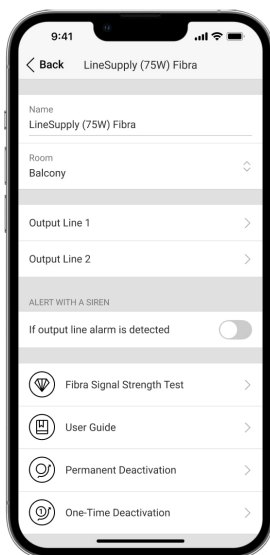 9:41
Back LineSupply (75W) Fibra
Name
LineSupply (75W) Fibra
Room
Balcony
Output Line 1
Output Line 2
ALERT WITH A SIREN
If output line alarm is detected
Fibra Signal Strength Test
User Guide
Permanent Deactivation
One-Time Deactivation